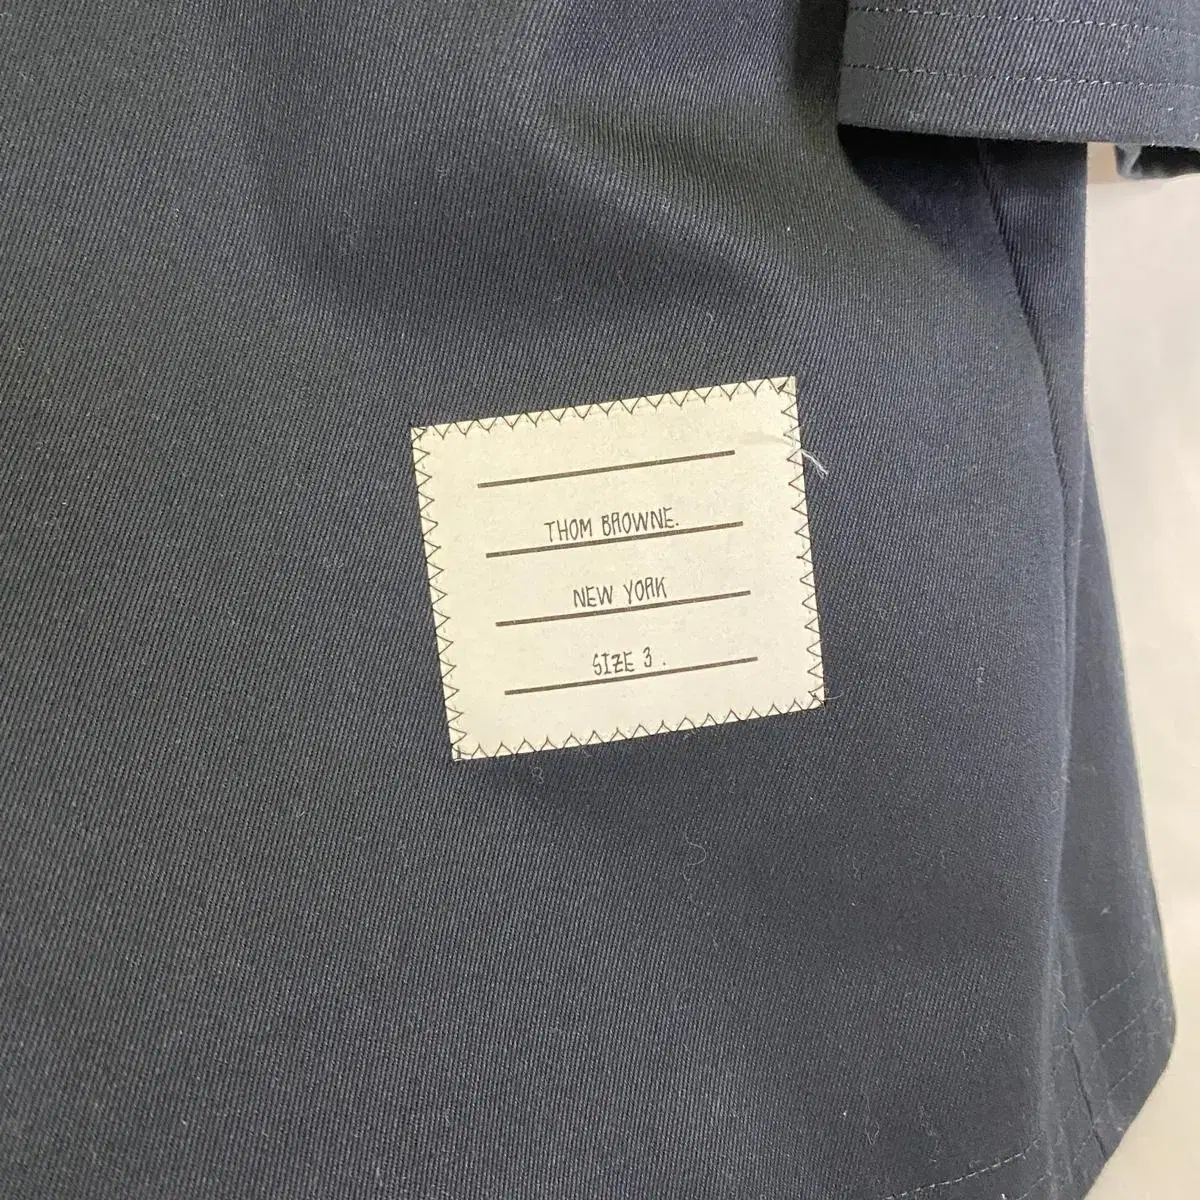 THOM BROWNE.
NEW YORK
SIZE 3 .